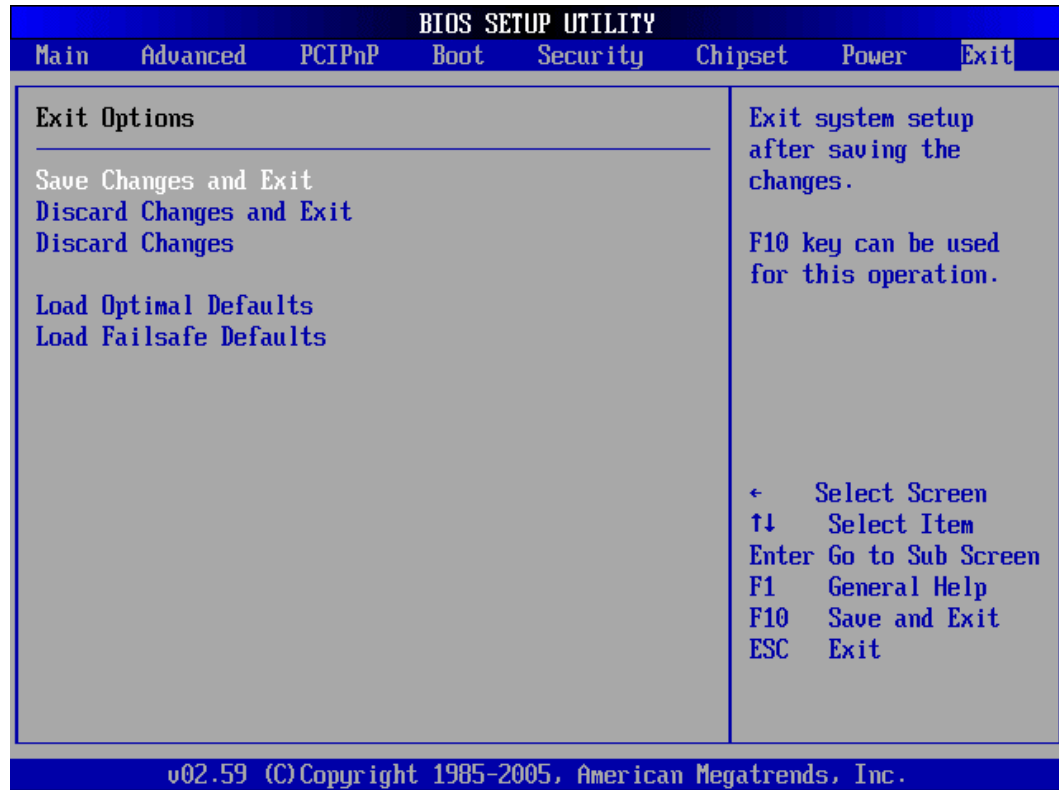 BIOS SETUP UTILITY
Main Advanced PCIPnP Boot Security Chipset Power Exit
Exit Options
Save Changes and Exit
Discard Changes and Exit
Discard Changes
Load Optimal Defaults
Load Failsafe Defaults
Exit system setup
after saving the
changes.
F10 key can be used
for this operation.
← Select Screen
↑↓ Select Item
Enter Go to Sub Screen
F1 General Help
F10 Save and Exit
ESC Exit
v02.59 (C)Copyright 1985-2005, American Megatrends, Inc.